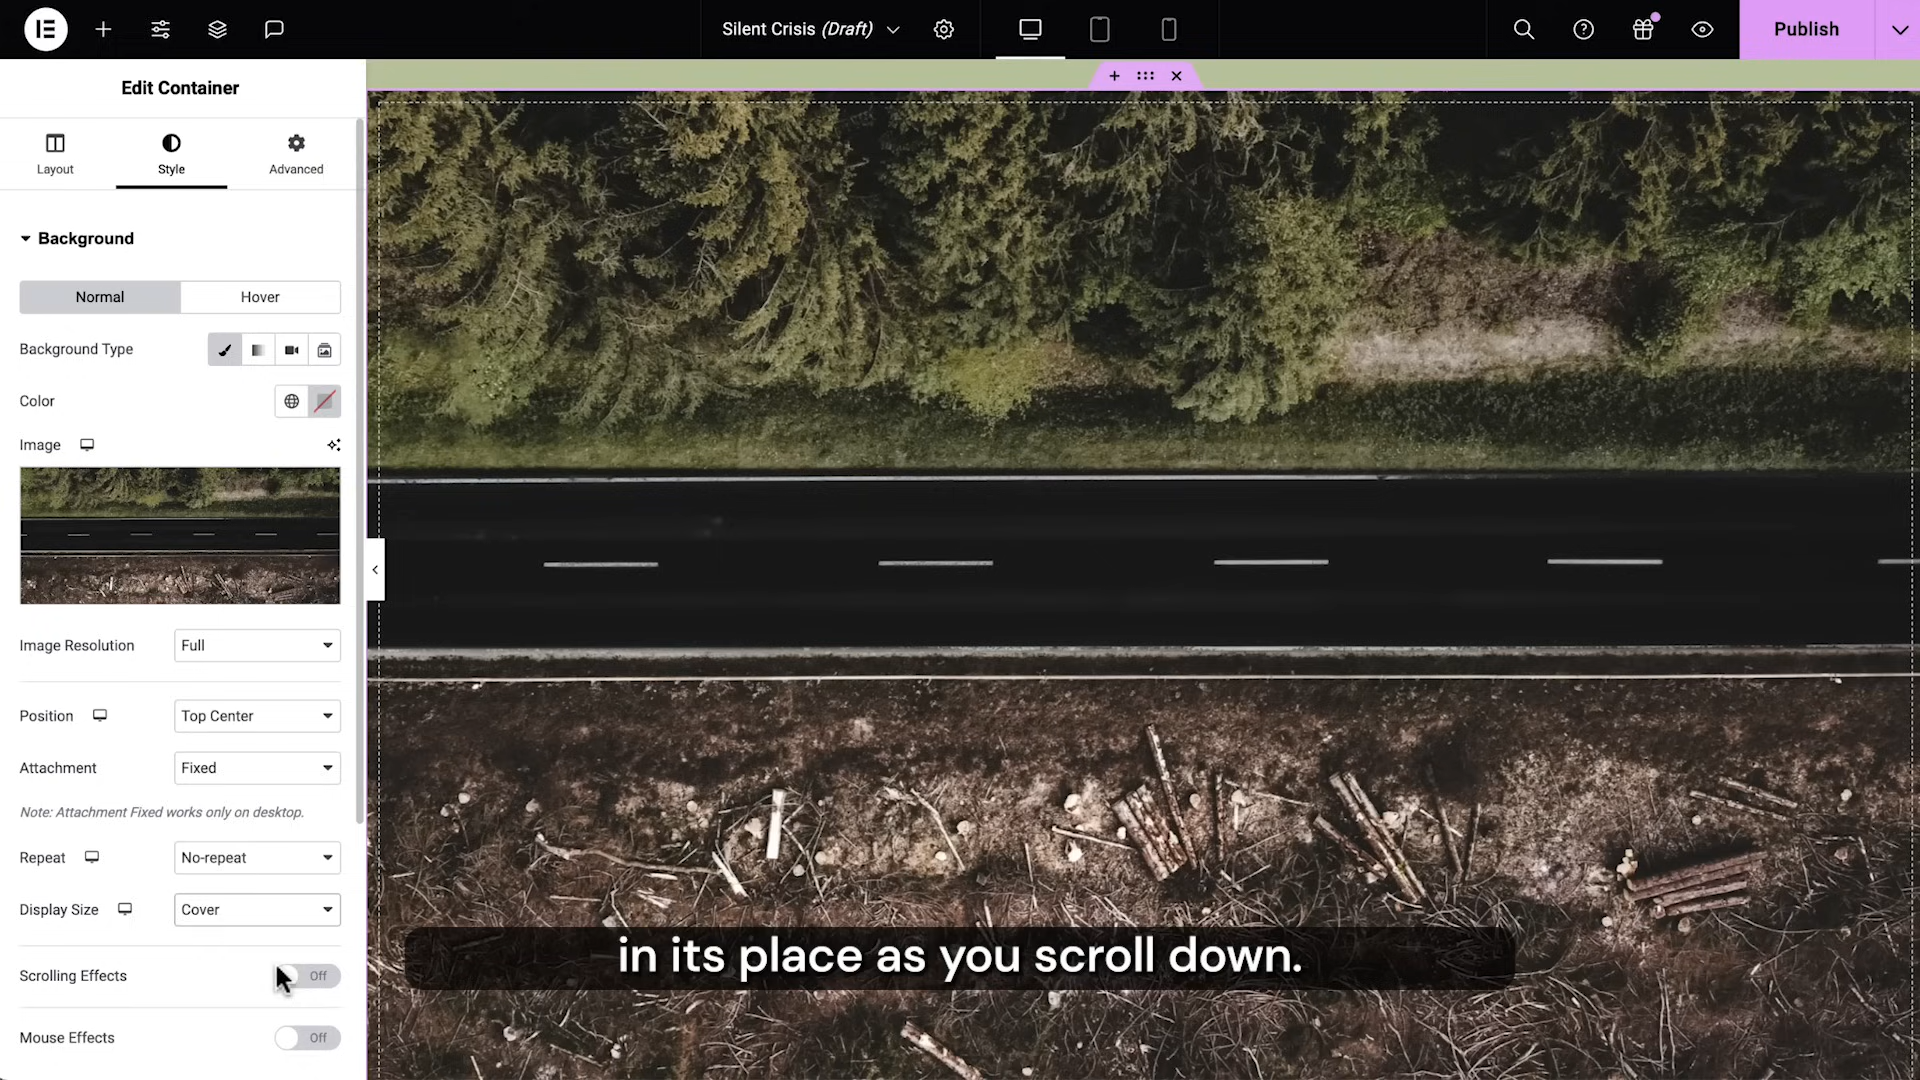 Silent Crisis (Draft)
Publish
Edit Container
Layout
Style
Advanced
Background
Normal
Hover
Background Type
Color
Image
Image Resolution
Full
Position
Top Center
Attachment
Fixed
Note: Attachment Fixed works only on desktop.
Repeat
No-repeat
Display Size
Cover
Scrolling Effects
Off
Mouse Effects
Off
in its place as you scroll down.